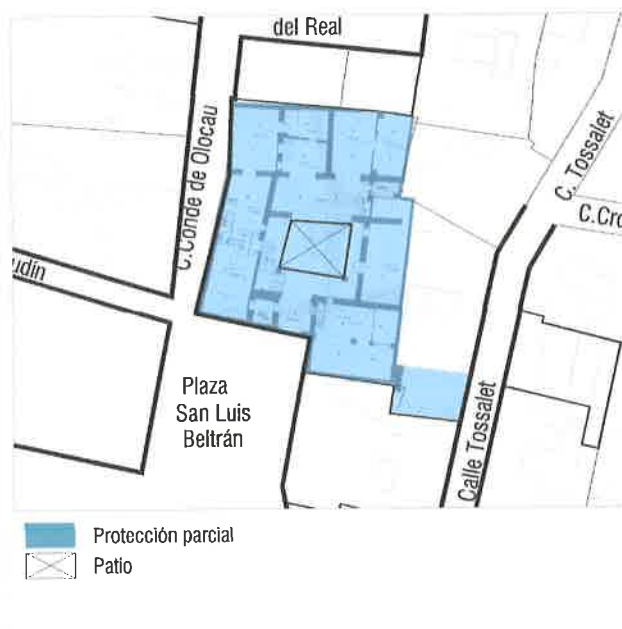 del Real
C.Conde de Olocau
C. Tossalet
C.Cro
udín
Plaza
San Luis
Beltrán
Calle Tossalet
Protección parcial
Patio